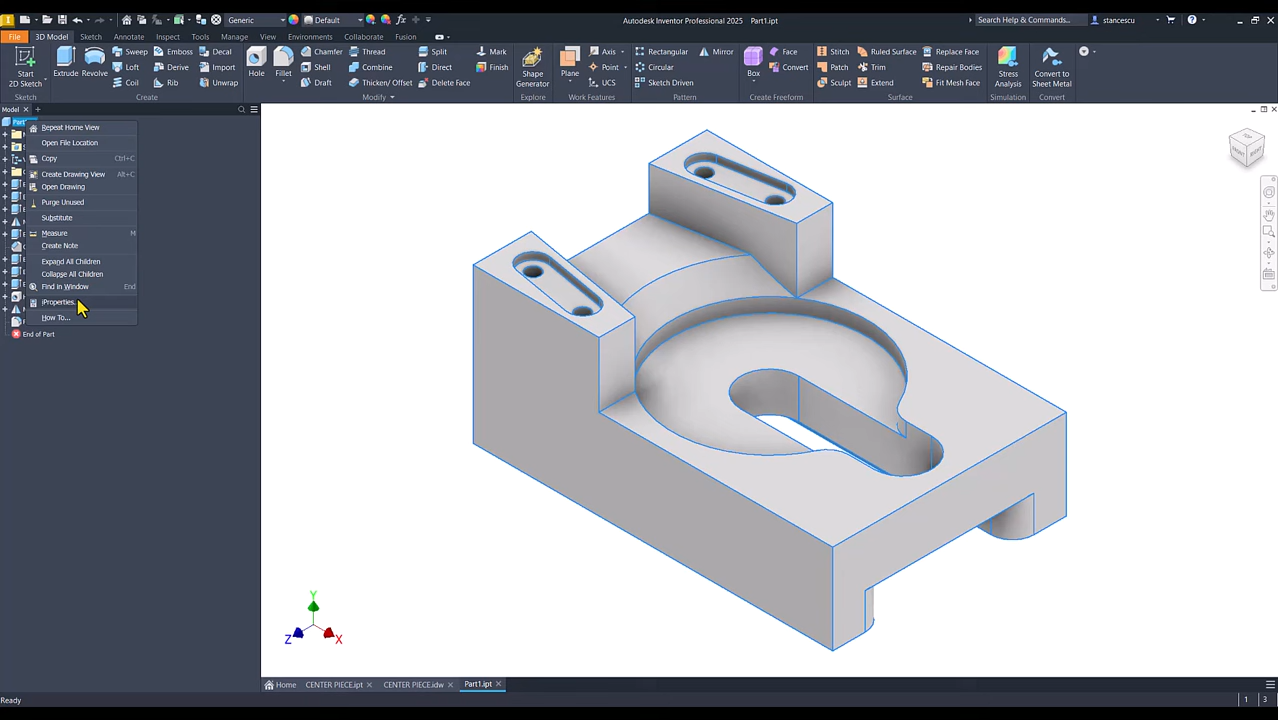 Generic Default fx Autodesk Inventor Professional 2025 Part1.ipt Search Help & Commands... stancescu
File 3D Model Sketch Annotate Inspect Tools Manage View Environments Collaborate Fusion
Start
2D Sketch
Extrude
Revolve
Sweep
Loft
Coil
Emboss
Derive
Rib
Decal
Import
Unwrap
Hole
Fillet
Chamfer
Shell
Draft
Thread
Combine
Thicken/ Offset
Split
Direct
Delete Face
Mark
Finish
Shape
Generator
Plane
Axis
Point
UCS
Rectangular
Circular
Sketch Driven
Mirror
Box
Face
Convert
Stitch
Patch
Sculpt
Ruled Surface
Trim
Extend
Replace Face
Repair Bodies
Fit Mesh Face
Stress
Analysis
Convert to
Sheet Metal
Sketch Create Modify Explore Work Features Pattern Create Freeform Surface Simulation Convert
Model
Part
Repeat Home View
Open File Location
Copy Ctrl+C
Create Drawing View Alt+C
Open Drawing
Purge Unused
Substitute
Measure M
Create Note
Expand All Children
Collapse All Children
Find in Window End
iProperties...
How To...
End of Part
FRONT RIGHT
Y
Z X
Home CENTER PIECE.ipt CENTER PIECE.idw Part1.ipt
Ready 1 3